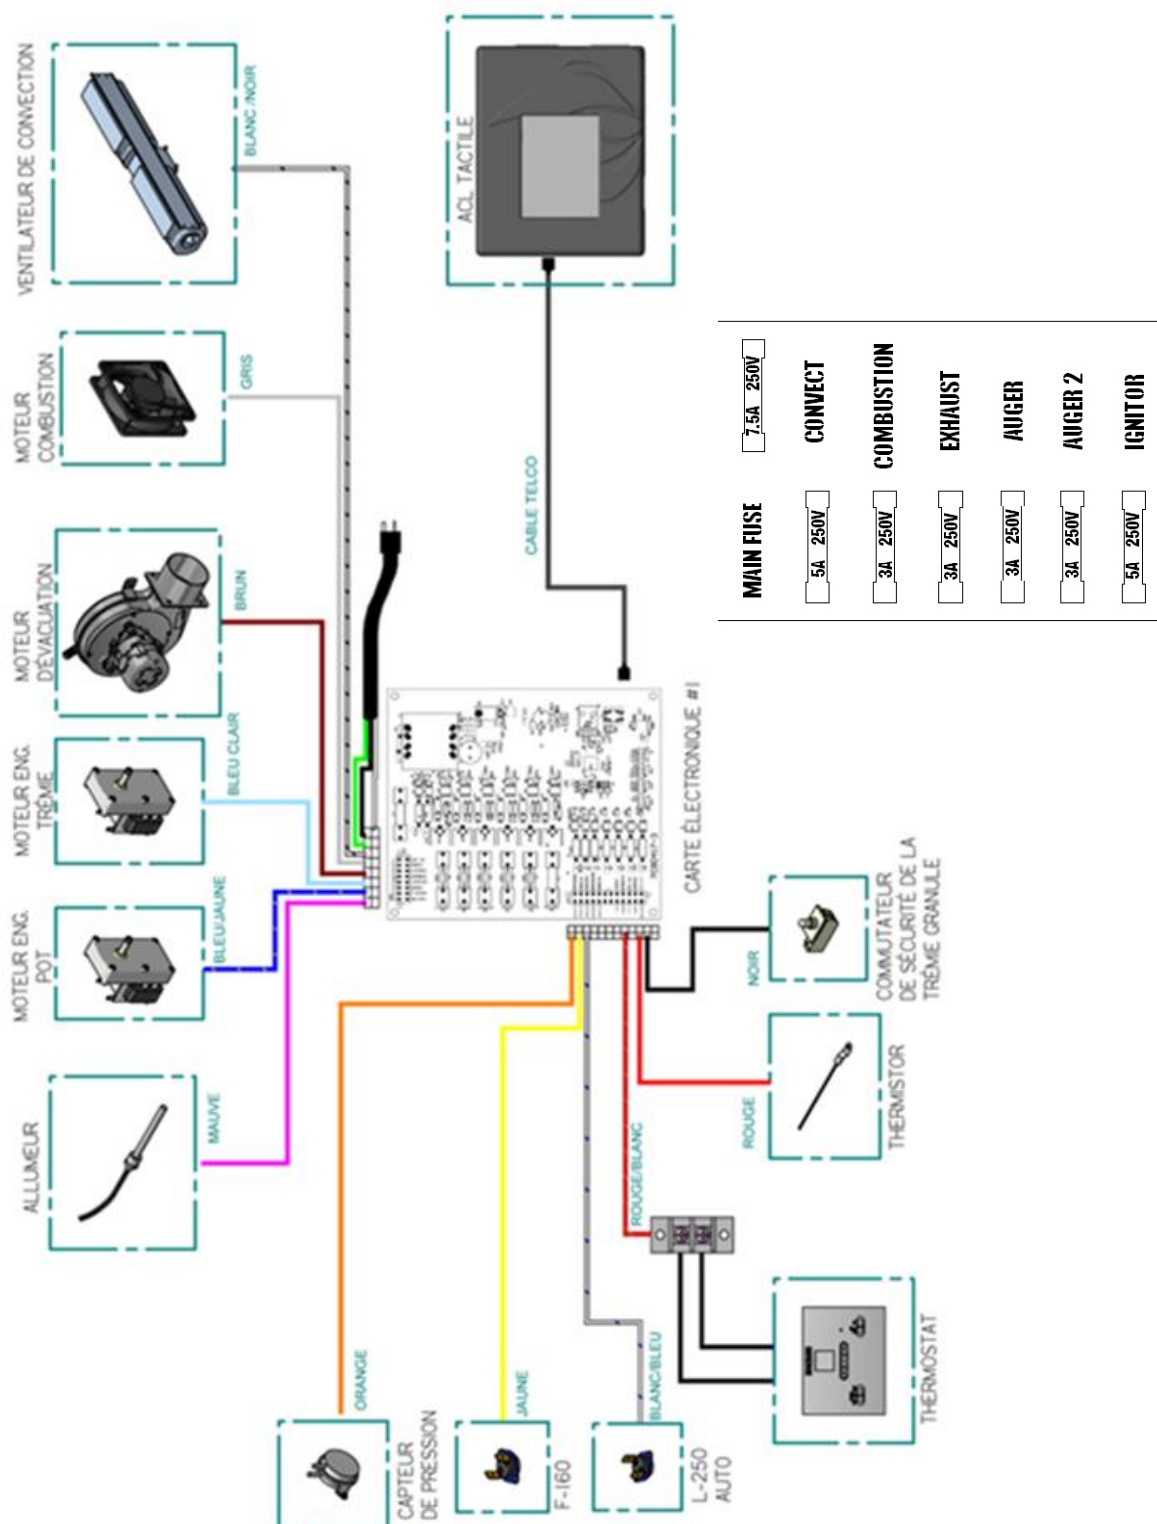 VENTILATEUR DE CONVECTION
BLANC /NOIR
MOTEUR
COMBUSTION
GRIS
MOTEUR
DÉVACUATION
BRUN
MOTEUR ENG.
TRÉMIE
BLEU CLAIR
MOTEUR ENG.
POT
BLEU/JAUNE
ALLUMEUR
MAUVE
ACL TACTILE
CABLE TELCO
CARTE ÉLECTRONIQUE #1
CAPTEUR
DE PRESSION
ORANGE
F-160
JAUNE
L-250
AUTO
BLANC/BLEU
THERMOSTAT
ROUGE/BLANC
THERMISTOR
ROUGE
COMMUTATEUR
DE SÉCURITÉ DE LA
TRÉMIE GRANULE
NOIR
MAIN FUSE 7.5A 250V
5A 250V CONVECT
3A 250V COMBUSTION
3A 250V EXHAUST
3A 250V AUGER
3A 250V AUGER 2
5A 250V IGNITOR